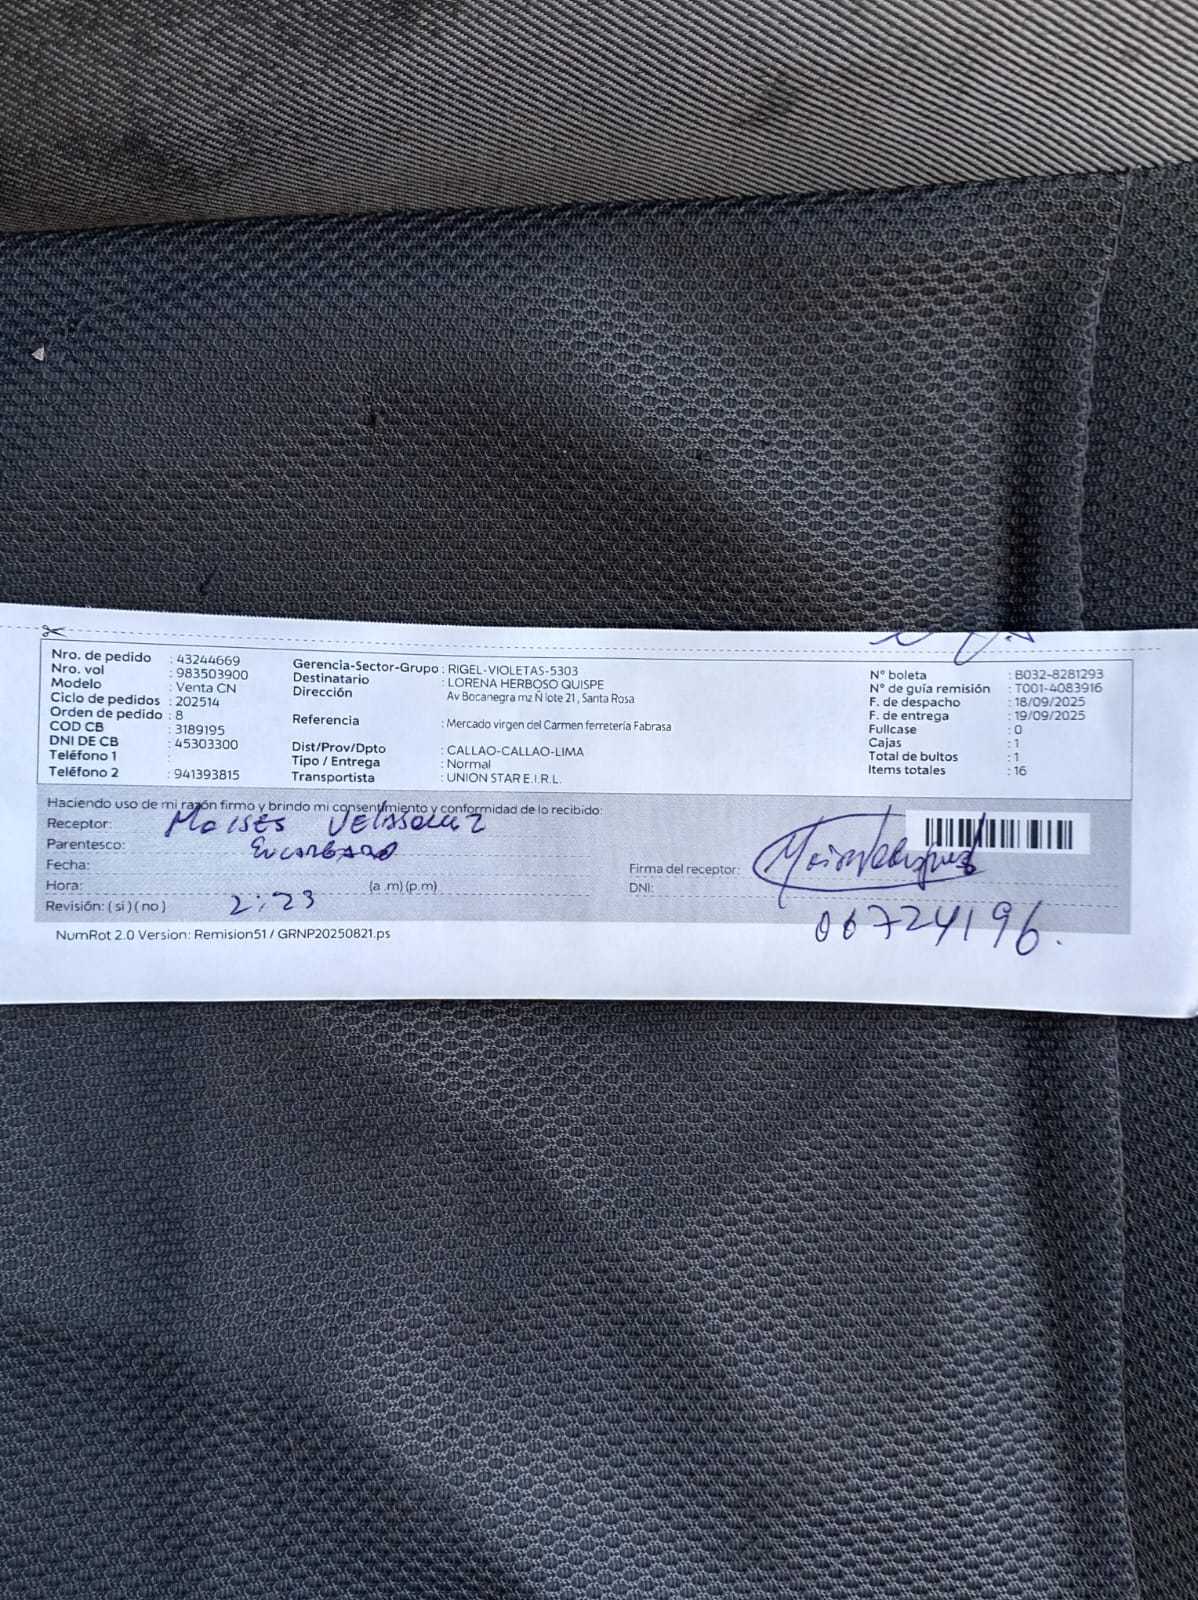 Nro. de pedido : 43244669
Nro. vol : 983503900
Modelo : Venta CN
Ciclo de pedidos : 202514
Orden de pedido : 8
COD CB : 3189195
DNI DE CB : 45303300
Teléfono 1 :
Teléfono 2 : 941393815
Gerencia-Sector-Grupo : RIGEL-VIOLETAS-5303
Destinatario : LORENA HERBOSO QUISPE
Dirección Av Bocanegra mz Ñ lote 21 , Santa Rosa
Referencia : Mercado virgen del Carmen ferretería Fabrasa
Dist/Prov/Dpto : CALLAO-CALLAO-LIMA
Tipo / Entrega : Normal
Transportista : UNION STAR E.I.R.L.
N° boleta : B032-8281293
N° de guía remisión : T001-4083916
F. de despacho : 18/09/2025
F. de entrega : 19/09/2025
Fullcase : 0
Cajas : 1
Total de bultos : 1
Items totales : 16
Haciendo uso de mi razón firmo y brindo mi consentimiento y conformidad de lo recibido:
Receptor: Moises
Parentesco: Encargado
Fecha:
Hora: (a .m) (p.m)
Revisión: ( si ) ( no ) 2:23
Firma del receptor:
DNI: 06724196.
NumRot 2.0 Version: Remision51 / GRNP20250821.ps